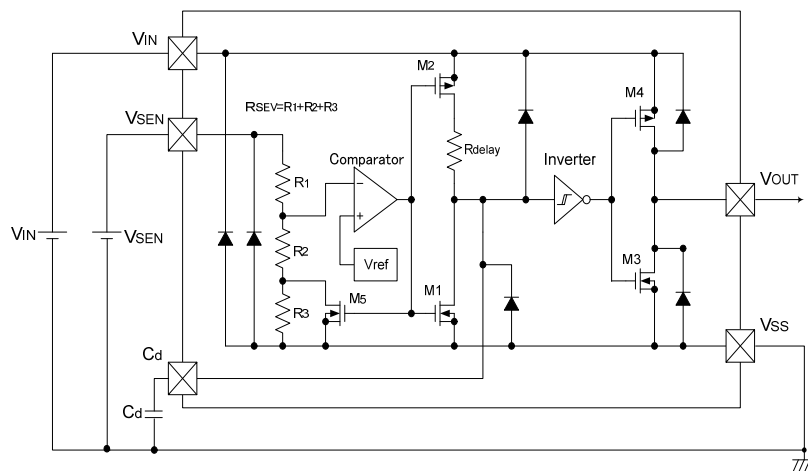 VIN
M2
M4
RSEV=R1+R2+R3
VSEN
Comparator
Rdelay
Inverter
R1
−
VOUT
+
VIN
VSEN
R2
Vref
M3
M5
M1
R3
VSS
Cd
Cd